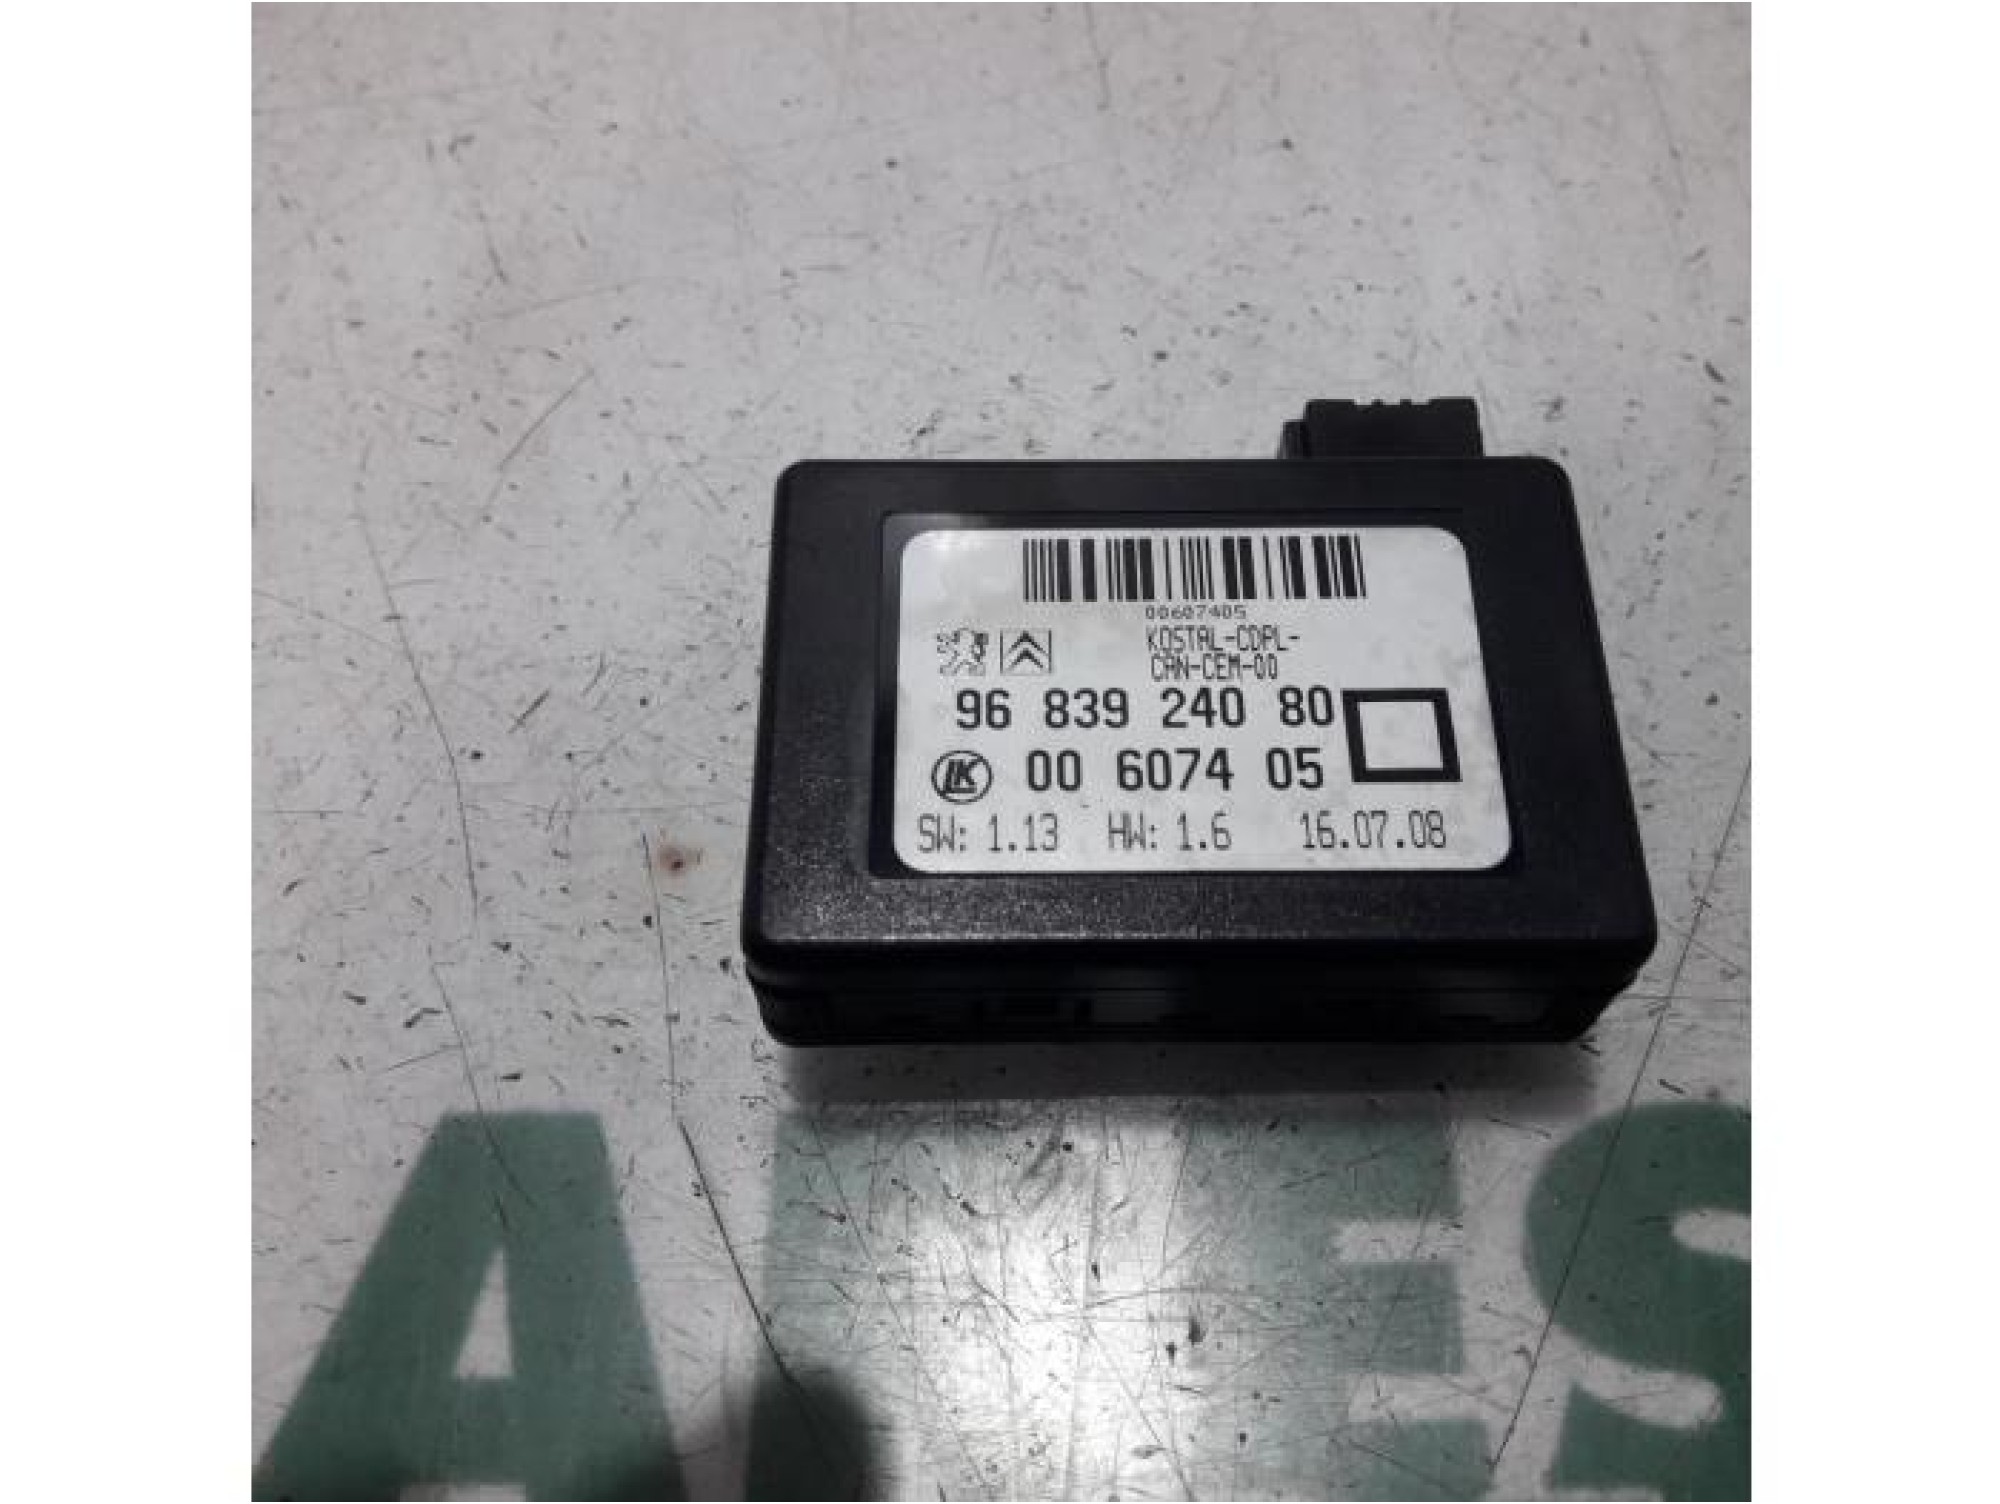 00607405
KOSTAL-CDPL-
CAN-CEM-00
96 839 240 80
LK 00 6074 05
SW: 1.13 HW: 1.6 16.07.08